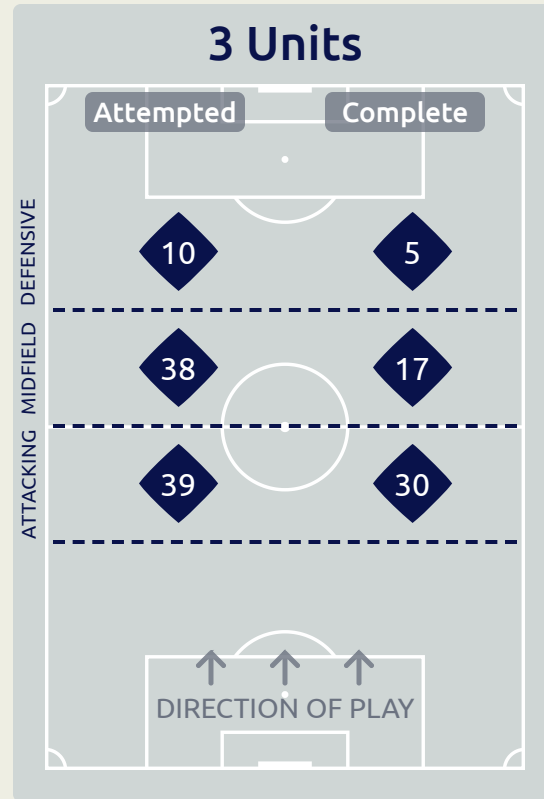 3 Units
Attempted Complete
DEFENSIVE
10 5
MIDFIELD
38 17
ATTACKING
39 30
DIRECTION OF PLAY